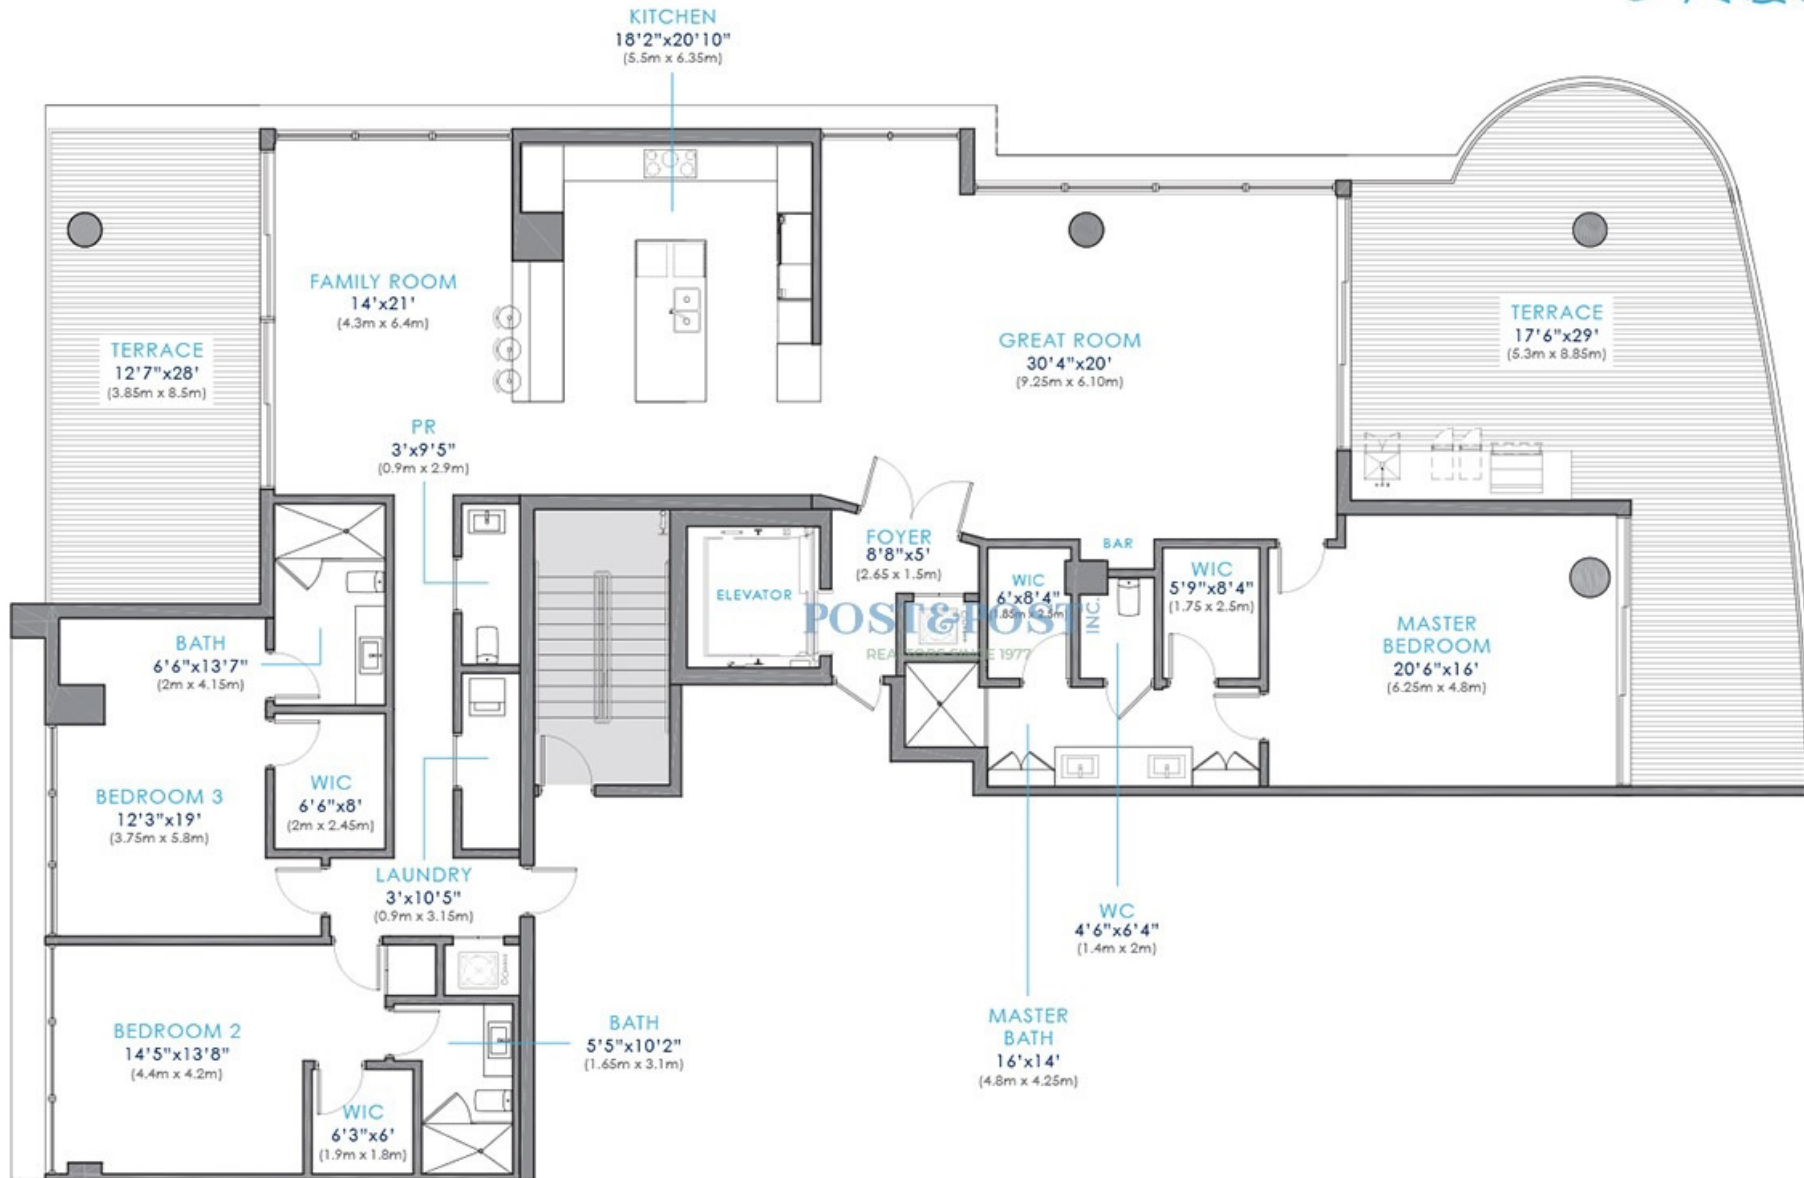 KITCHEN
18'2"x20'10"
(5.5m x 6.35m)
FAMILY ROOM
14'x21'
(4.3m x 6.4m)
TERRACE
12'7"x28'
(3.85m x 8.5m)
GREAT ROOM
30'4"x20'
(9.25m x 6.10m)
TERRACE
17'6"x29'
(5.3m x 8.85m)
PR
3'x9'5"
(0.9m x 2.9m)
FOYER
8'8"x5'
(2.65 x 1.5m)
BAR
ELEVATOR
WIC
6'x8'4"
(1.85m x 2.5m)
WIC
5'9"x8'4"
(1.75 x 2.5m)
POST&POST INC.
REALTORS SINCE 1977
MASTER
BEDROOM
20'6"x16'
(6.25m x 4.8m)
BATH
6'6"x13'7"
(2m x 4.15m)
WIC
6'6"x8'
(2m x 2.45m)
BEDROOM 3
12'3"x19'
(3.75m x 5.8m)
LAUNDRY
3'x10'5"
(0.9m x 3.15m)
WC
4'6"x6'4"
(1.4m x 2m)
MASTER
BATH
16'x14'
(4.8m x 4.25m)
BEDROOM 2
14'5"x13'8"
(4.4m x 4.2m)
BATH
5'5"x10'2"
(1.65m x 3.1m)
WIC
6'3"x6'
(1.9m x 1.8m)